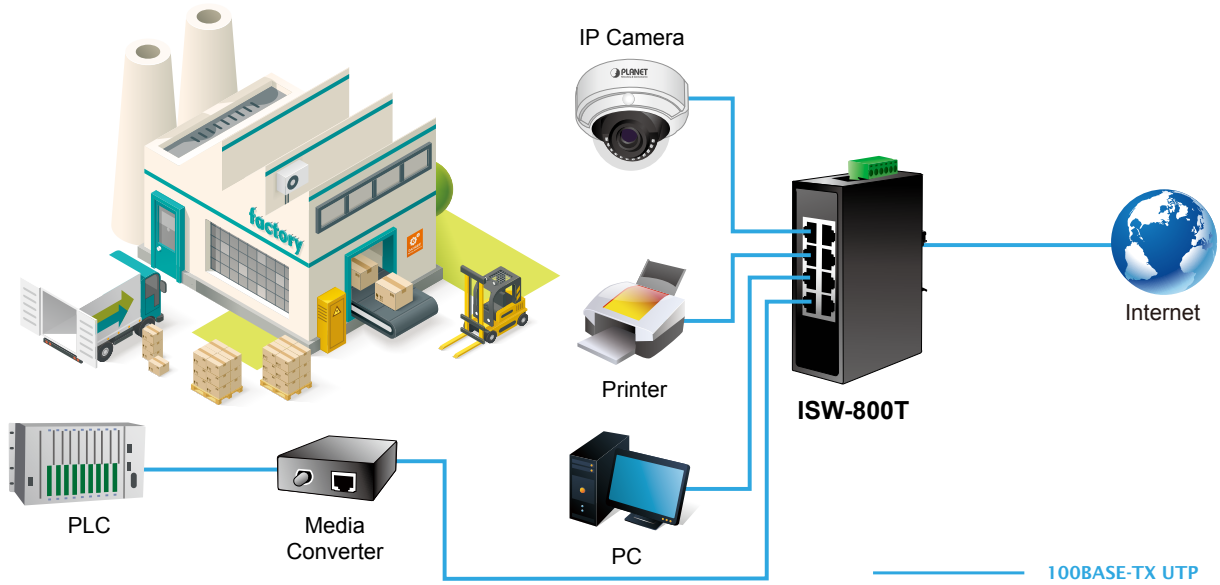 IP Camera
PLANET
factory
Internet
Printer
ISW-800T
PLC
Media
Converter
PC
100BASE-TX UTP